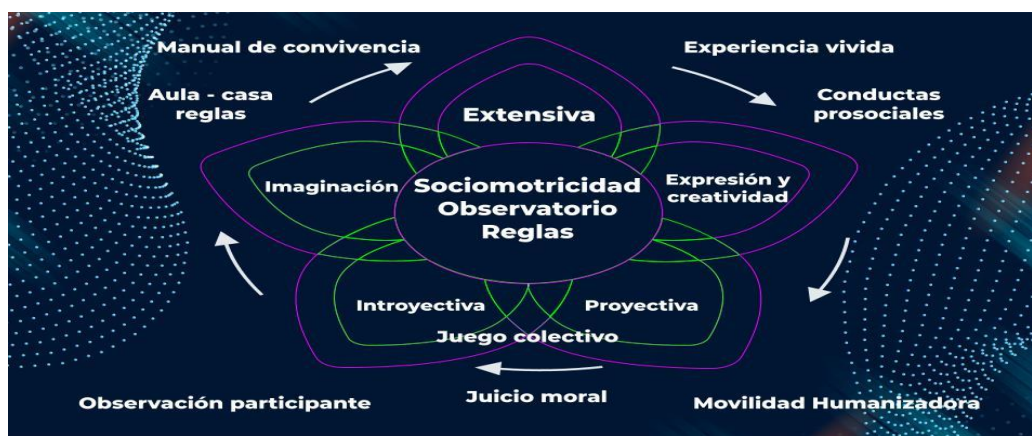 Manual de convivencia
Experiencia vivida
Aula - casa
reglas
Conductas
prosociales
Extensiva
Imaginación
Sociomotricidad
Observatorio
Reglas
Expresión y
creatividad
Introyectiva
Proyectiva
Juego colectivo
Juicio moral
Observación participante
Movilidad Humanizadora